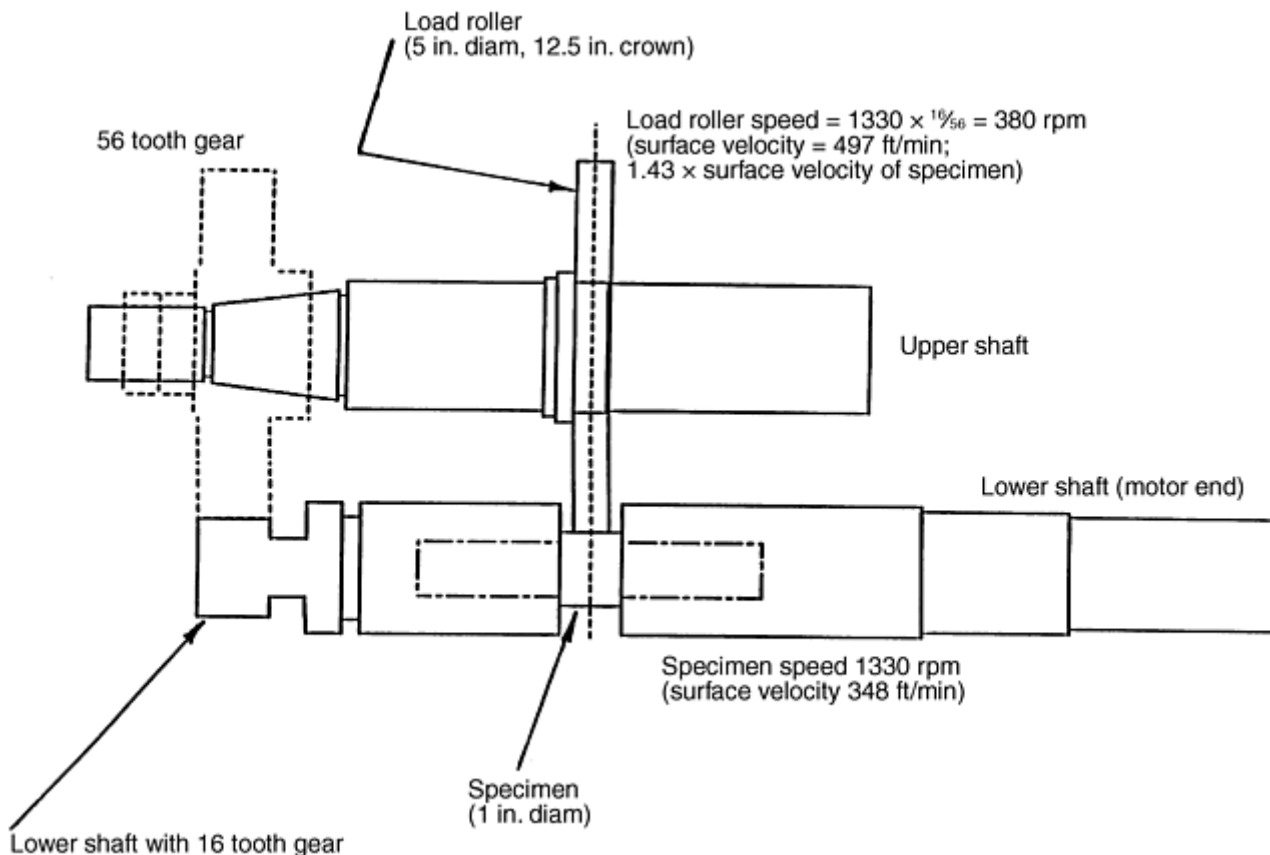 Load roller
(5 in. diam, 12.5 in. crown)
56 tooth gear
Load roller speed = 1330 × 16/56 = 380 rpm
(surface velocity = 497 ft/min;
1.43 × surface velocity of specimen)
Upper shaft
Lower shaft (motor end)
Specimen speed 1330 rpm
(surface velocity 348 ft/min)
Specimen
(1 in. diam)
Lower shaft with 16 tooth gear